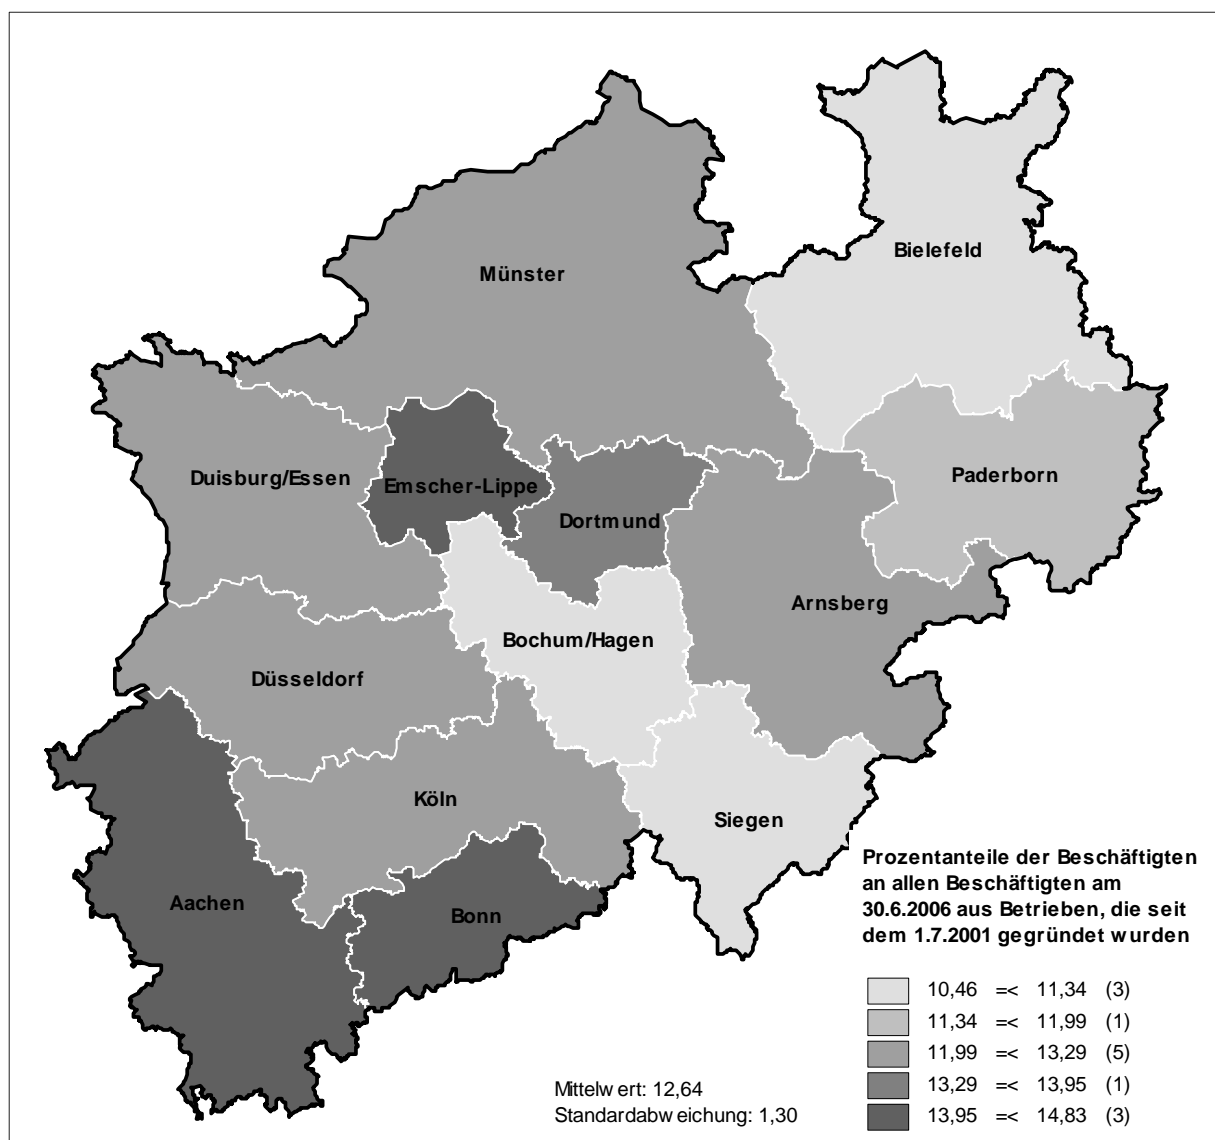 Bielefeld
Münster
Paderborn
Duisburg/Essen
Emscher-Lippe
Dortmund
Arnsberg
Bochum/Hagen
Düsseldorf
Köln
Siegen
Aachen
Bonn
Prozentanteile der Beschäftigten
an allen Beschäftigten am
30.6.2006 aus Betrieben, die seit
dem 1.7.2001 gegründet wurden
10,46 =< 11,34 (3)
11,34 =< 11,99 (1)
11,99 =< 13,29 (5)
13,29 =< 13,95 (1)
13,95 =< 14,83 (3)
Mittelwert: 12,64
Standardabweichung: 1,30